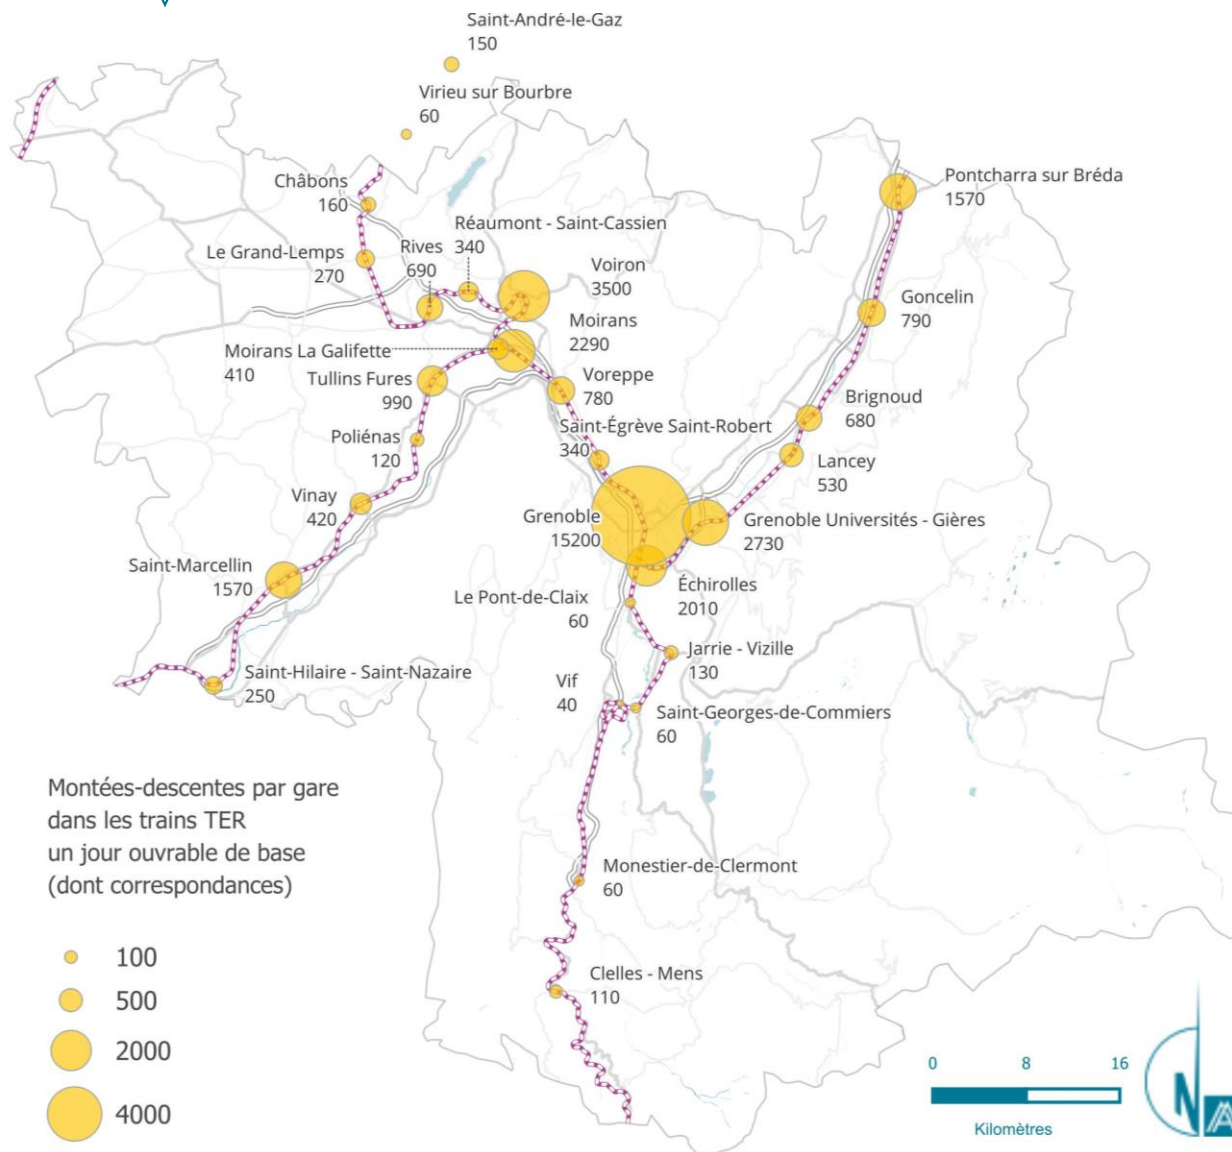 Saint-André-le-Gaz
150
Virieu sur Bourbre
60
Châbons
160
Pontcharra sur Bréda
1570
Réaumont - Saint-Cassien
340
Le Grand-Lemps
270
Rives
690
Voiron
3500
Goncelin
790
Moirans
2290
Moirans La Galifette
410
Tullins Fures
990
Voreppe
780
Brignoud
680
Saint-Égrève Saint-Robert
340
Poliénas
120
Lancey
530
Vinay
420
Grenoble
15200
Grenoble Universités - Gières
2730
Saint-Marcellin
1570
Échirolles
2010
Le Pont-de-Claix
60
Jarrie - Vizille
130
Saint-Hilaire - Saint-Nazaire
250
Vif
40
Saint-Georges-de-Commiers
60
Montées-descentes par gare
dans les trains TER
un jour ouvrable de base
(dont correspondances)
Monestier-de-Clermont
60
100
500
2000
4000
Clelles - Mens
110
0 8 16
Kilomètres
N